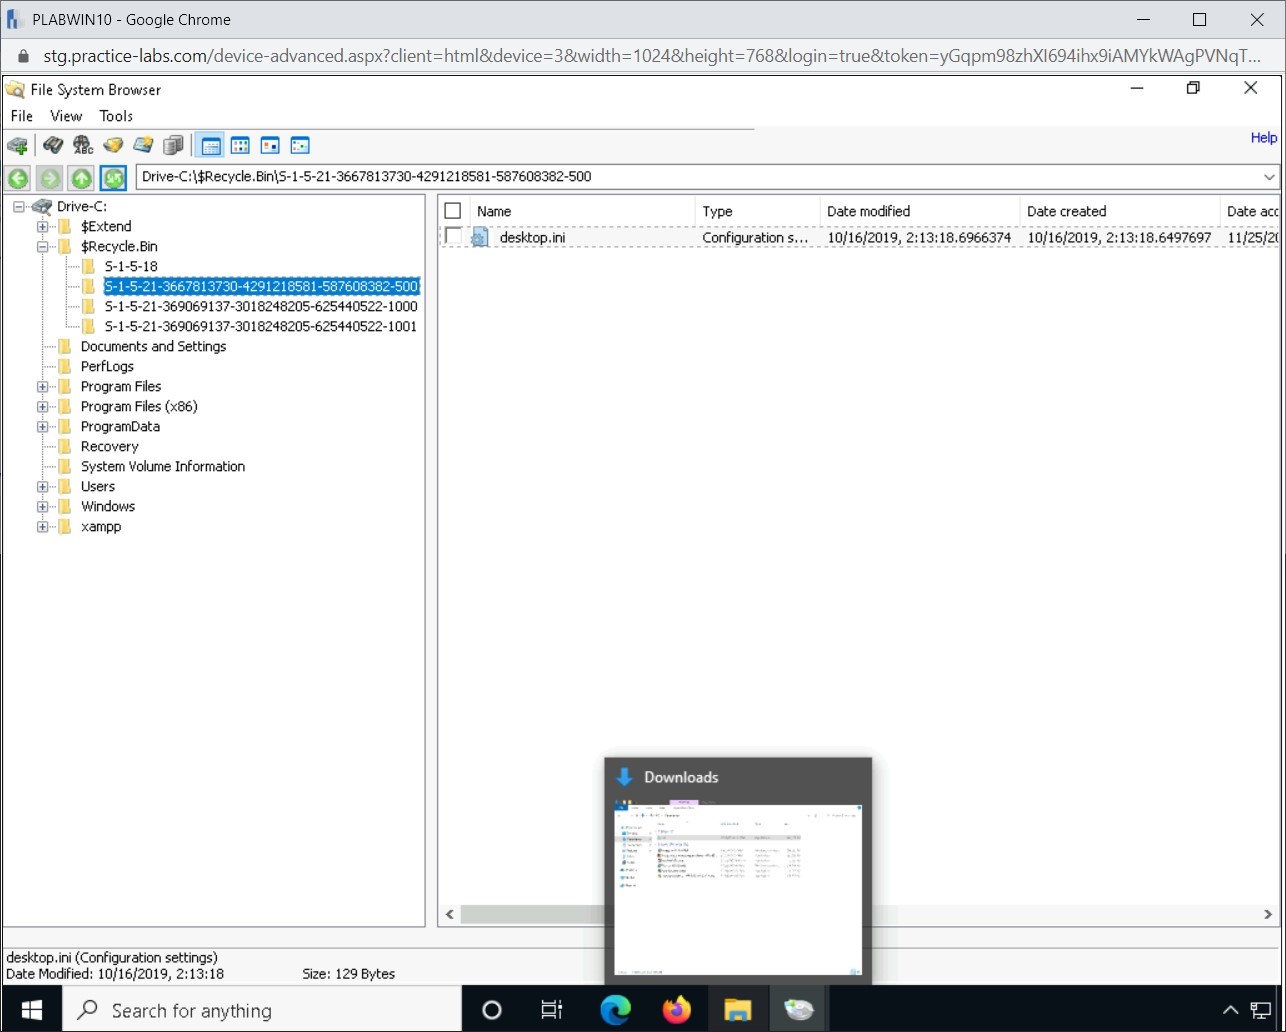 PLABWIN10 - Google Chrome
stg.practice-labs.com/device-advanced.aspx?client=html&device=3&width=1024&height=768&login=true&token=yGqpm98zhXI694ihx9iAMYkWAgPVNqT...
File System Browser
File View Tools
Help
ABC
Drive-C:\$Recycle.Bin\S-1-5-21-3667813730-4291218581-587608382-500
Drive-C:
$Extend
$Recycle.Bin
S-1-5-18
S-1-5-21-3667813730-4291218581-587608382-500
S-1-5-21-369069137-3018248205-625440522-1000
S-1-5-21-369069137-3018248205-625440522-1001
Documents and Settings
PerfLogs
Program Files
Program Files (x86)
ProgramData
Recovery
System Volume Information
Users
Windows
xampp
Name Type Date modified Date created Date acc
desktop.ini Configuration s... 10/16/2019, 2:13:18.6966374 10/16/2019, 2:13:18.6497697 11/25/20
Downloads
desktop.ini (Configuration settings)
Date Modified: 10/16/2019, 2:13:18 Size: 129 Bytes
Search for anything